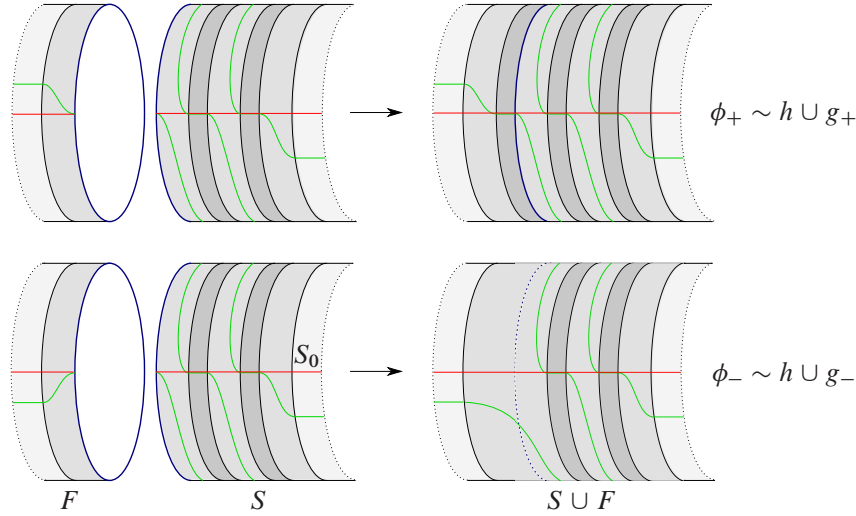 ϕ₊ ∼ h ∪ g₊
S₀
ϕ₋ ∼ h ∪ g₋
F
S
S ∪ F